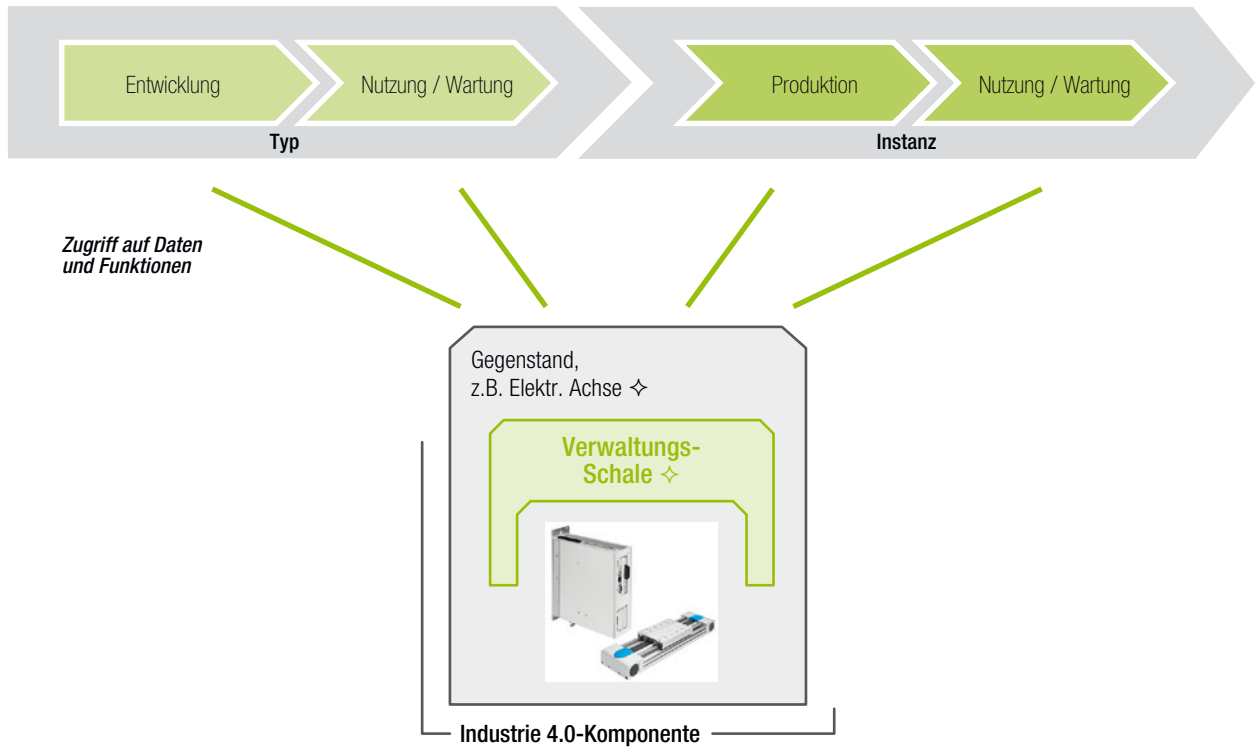 Entwicklung
Nutzung / Wartung
Produktion
Nutzung / Wartung
Typ
Instanz
Zugriff auf Daten
und Funktionen
Gegenstand,
z.B. Elektr. Achse ✧
Verwaltungs-
Schale ✧
Industrie 4.0-Komponente